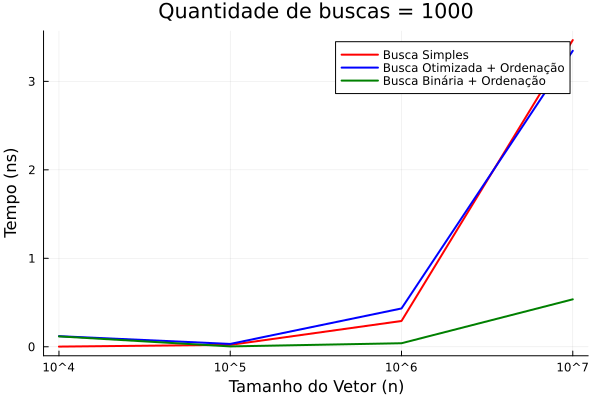 Quantidade de buscas = 1000
Busca Simples
Busca Otimizada + Ordenação
Busca Binária + Ordenação
Tempo (ns)
3
2
1
0
10^4
10^5
10^6
10^7
Tamanho do Vetor (n)